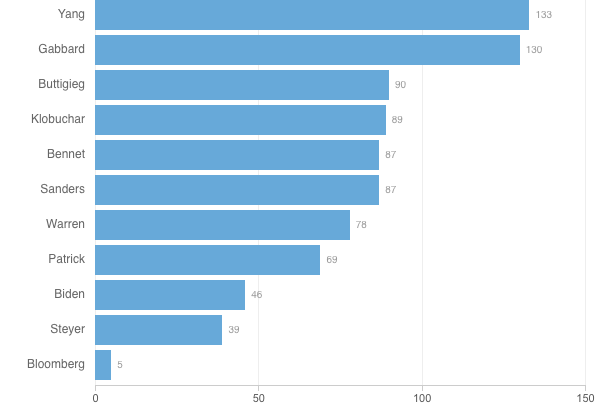 Yang 133
Gabbard 130
Buttigieg 90
Klobuchar 89
Bennet 87
Sanders 87
Warren 78
Patrick 69
Biden 46
Steyer 39
Bloomberg 5
0 50 100 150